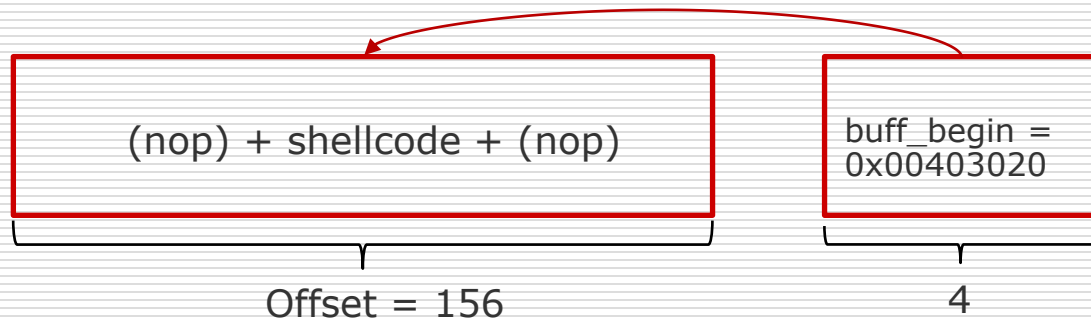 (nop) + shellcode + (nop)
buff_begin =
0x00403020
Offset = 156
4